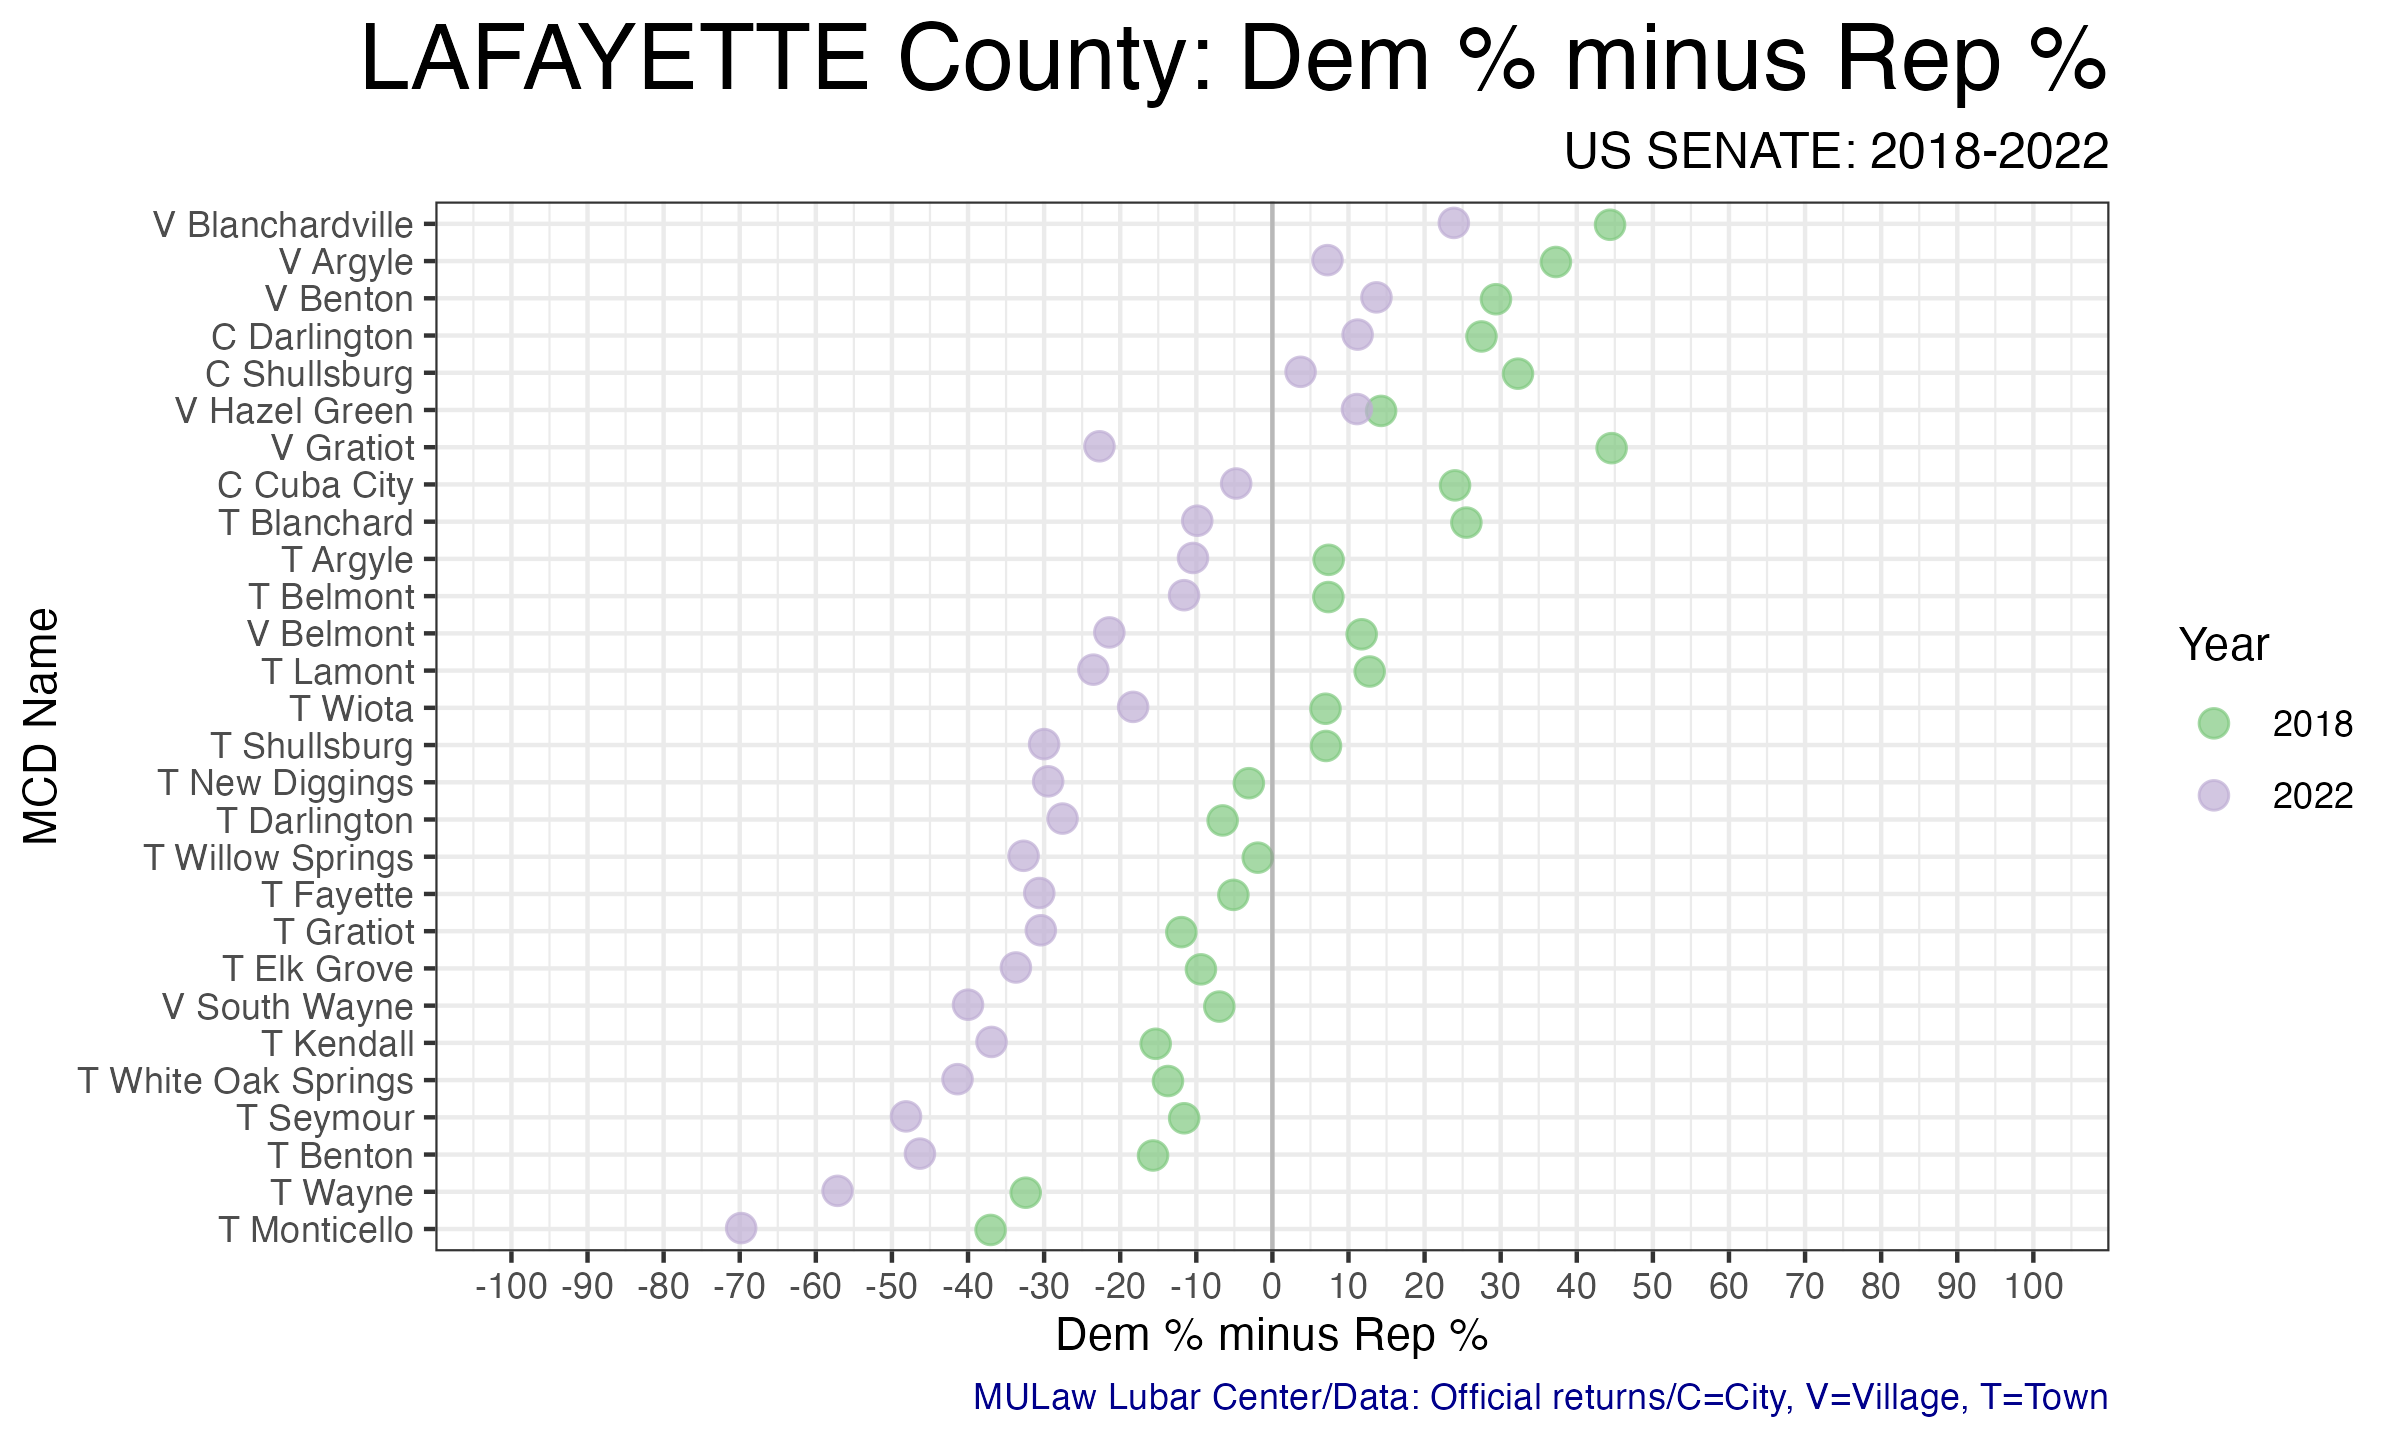 LAFAYETTE County: Dem % minus Rep %
US SENATE: 2018-2022
MCD Name
V Blanchardville
V Argyle
V Benton
C Darlington
C Shullsburg
V Hazel Green
V Gratiot
C Cuba City
T Blanchard
T Argyle
T Belmont
V Belmont
T Lamont
T Wiota
T Shullsburg
T New Diggings
T Darlington
T Willow Springs
T Fayette
T Gratiot
T Elk Grove
V South Wayne
T Kendall
T White Oak Springs
T Seymour
T Benton
T Wayne
T Monticello
-100 -90 -80 -70 -60 -50 -40 -30 -20 -10 0 10 20 30 40 50 60 70 80 90 100
Dem % minus Rep %
Year
2018
2022
MULaw Lubar Center/Data: Official returns/C=City, V=Village, T=Town